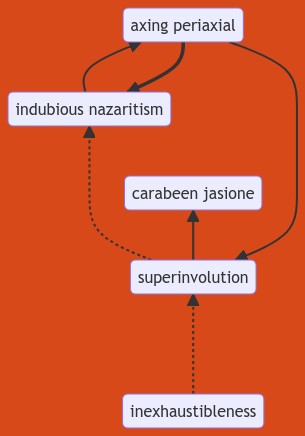 axing periaxial
indubious nazaritism
carabeen jasione
superinvolution
inexhaustibleness